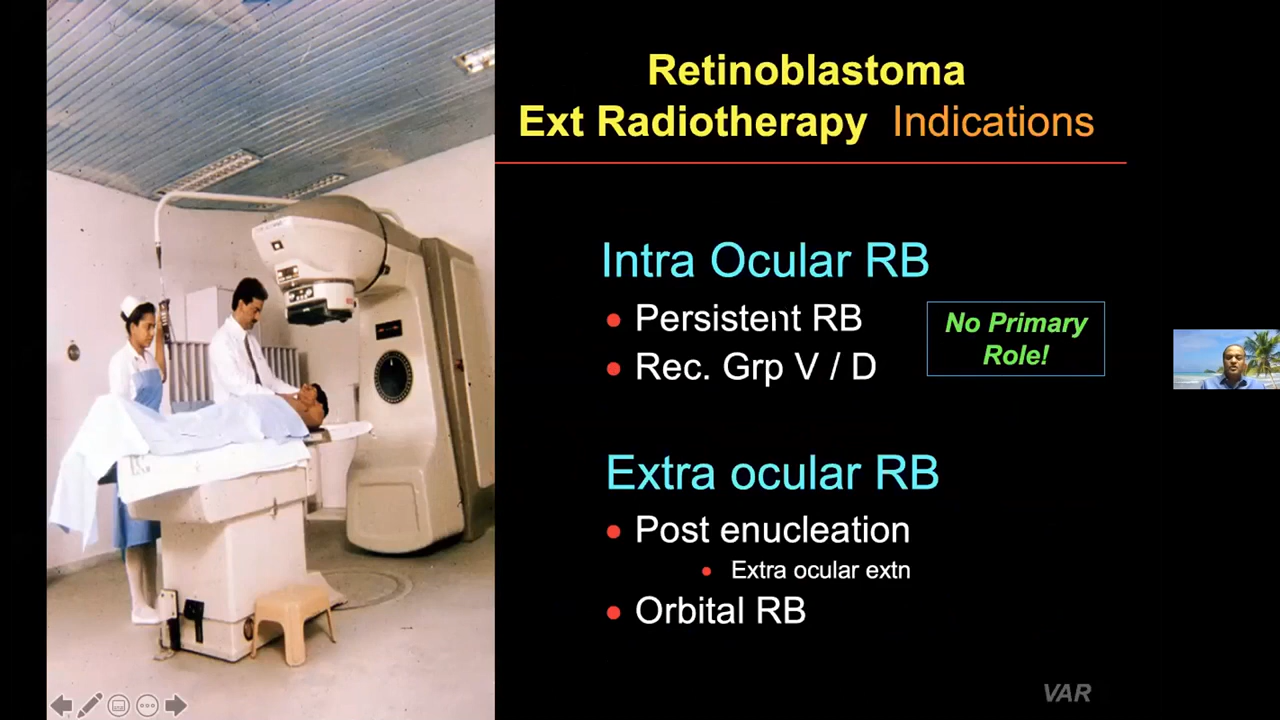 Retinoblastoma
Ext Radiotherapy Indications
Intra Ocular RB
Persistent RB
Rec. Grp V / D
No Primary
Role!
Extra ocular RB
Post enucleation
Extra ocular extn
Orbital RB
VAR